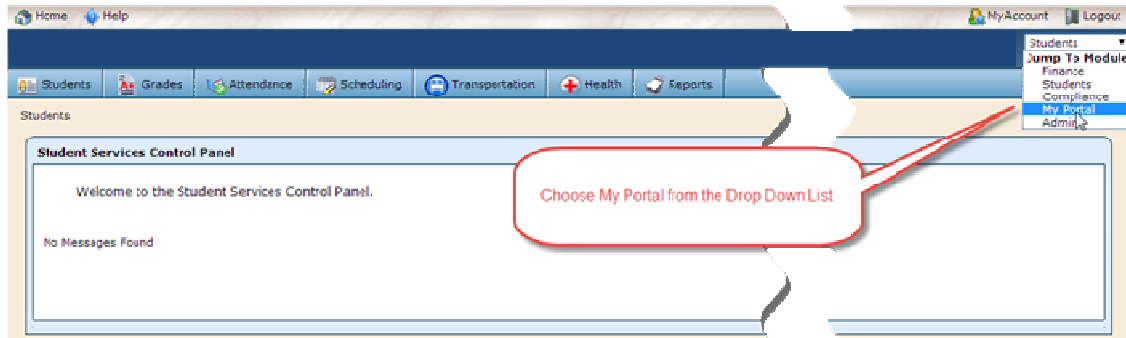 Home Help MyAccount Logout
Students
Jump To Module
Finance
Students
Compliance
My Portal
Admin
Students Grades Attendance Scheduling Transportation Health Reports
Students
Student Services Control Panel
Welcome to the Student Services Control Panel.
Choose My Portal from the Drop Down List
No Messages Found